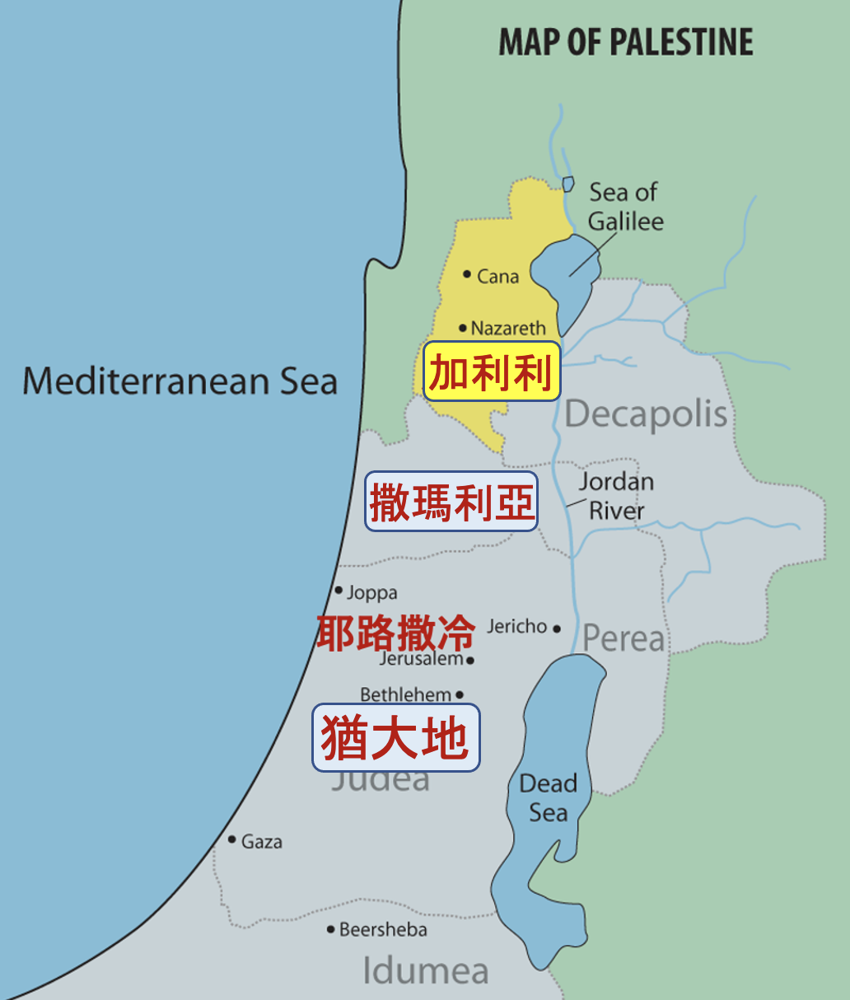 MAP OF PALESTINE
Sea of
Galilee
Cana
Nazareth
加利利
Mediterranean Sea
Decapolis
撒瑪利亞
Jordan
River
Joppa
耶路撒冷
Jericho
Perea
Jerusalem
Bethlehem
猶大地
Judea
Dead
Sea
Gaza
Beersheba
Idumea